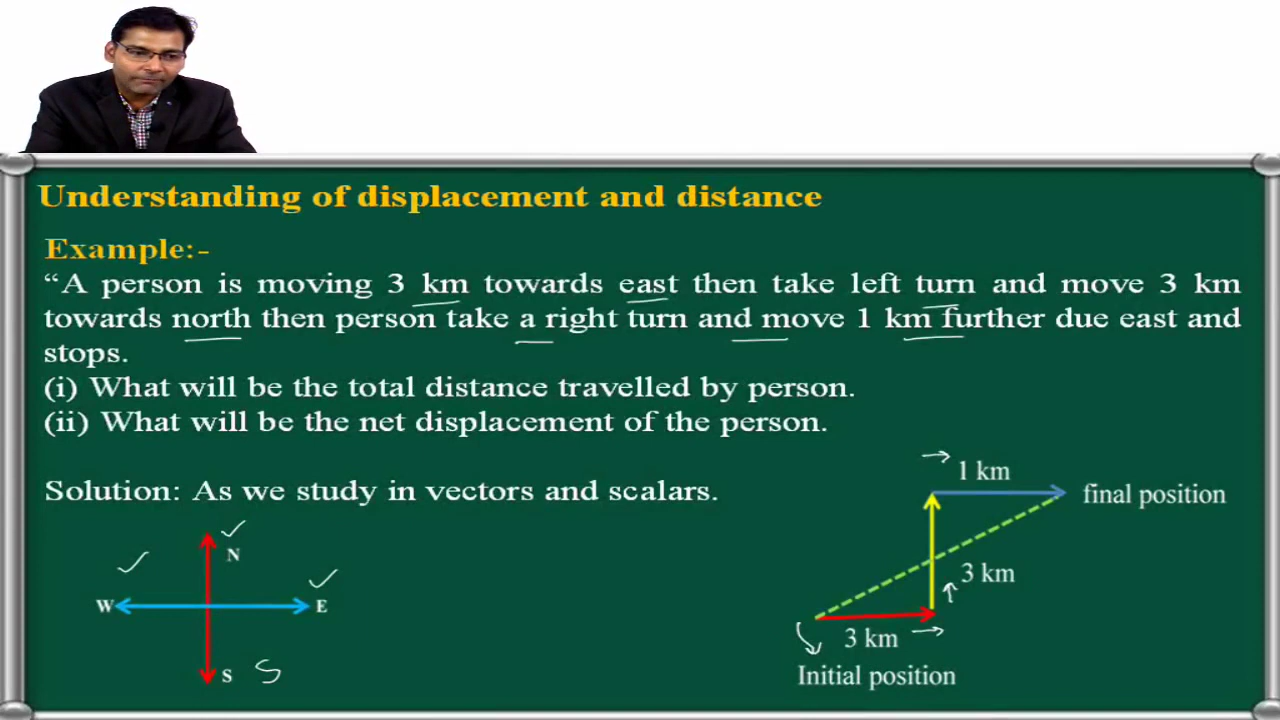 Understanding of displacement and distance
Example:-
“A person is moving 3 km towards east then take left turn and move 3 km
towards north then person take a right turn and move 1 km further due east and
stops.
(i) What will be the total distance travelled by person.
(ii) What will be the net displacement of the person.
Solution: As we study in vectors and scalars.
1 km
final position
N
W
E
S
S
3 km
3 km
Initial position